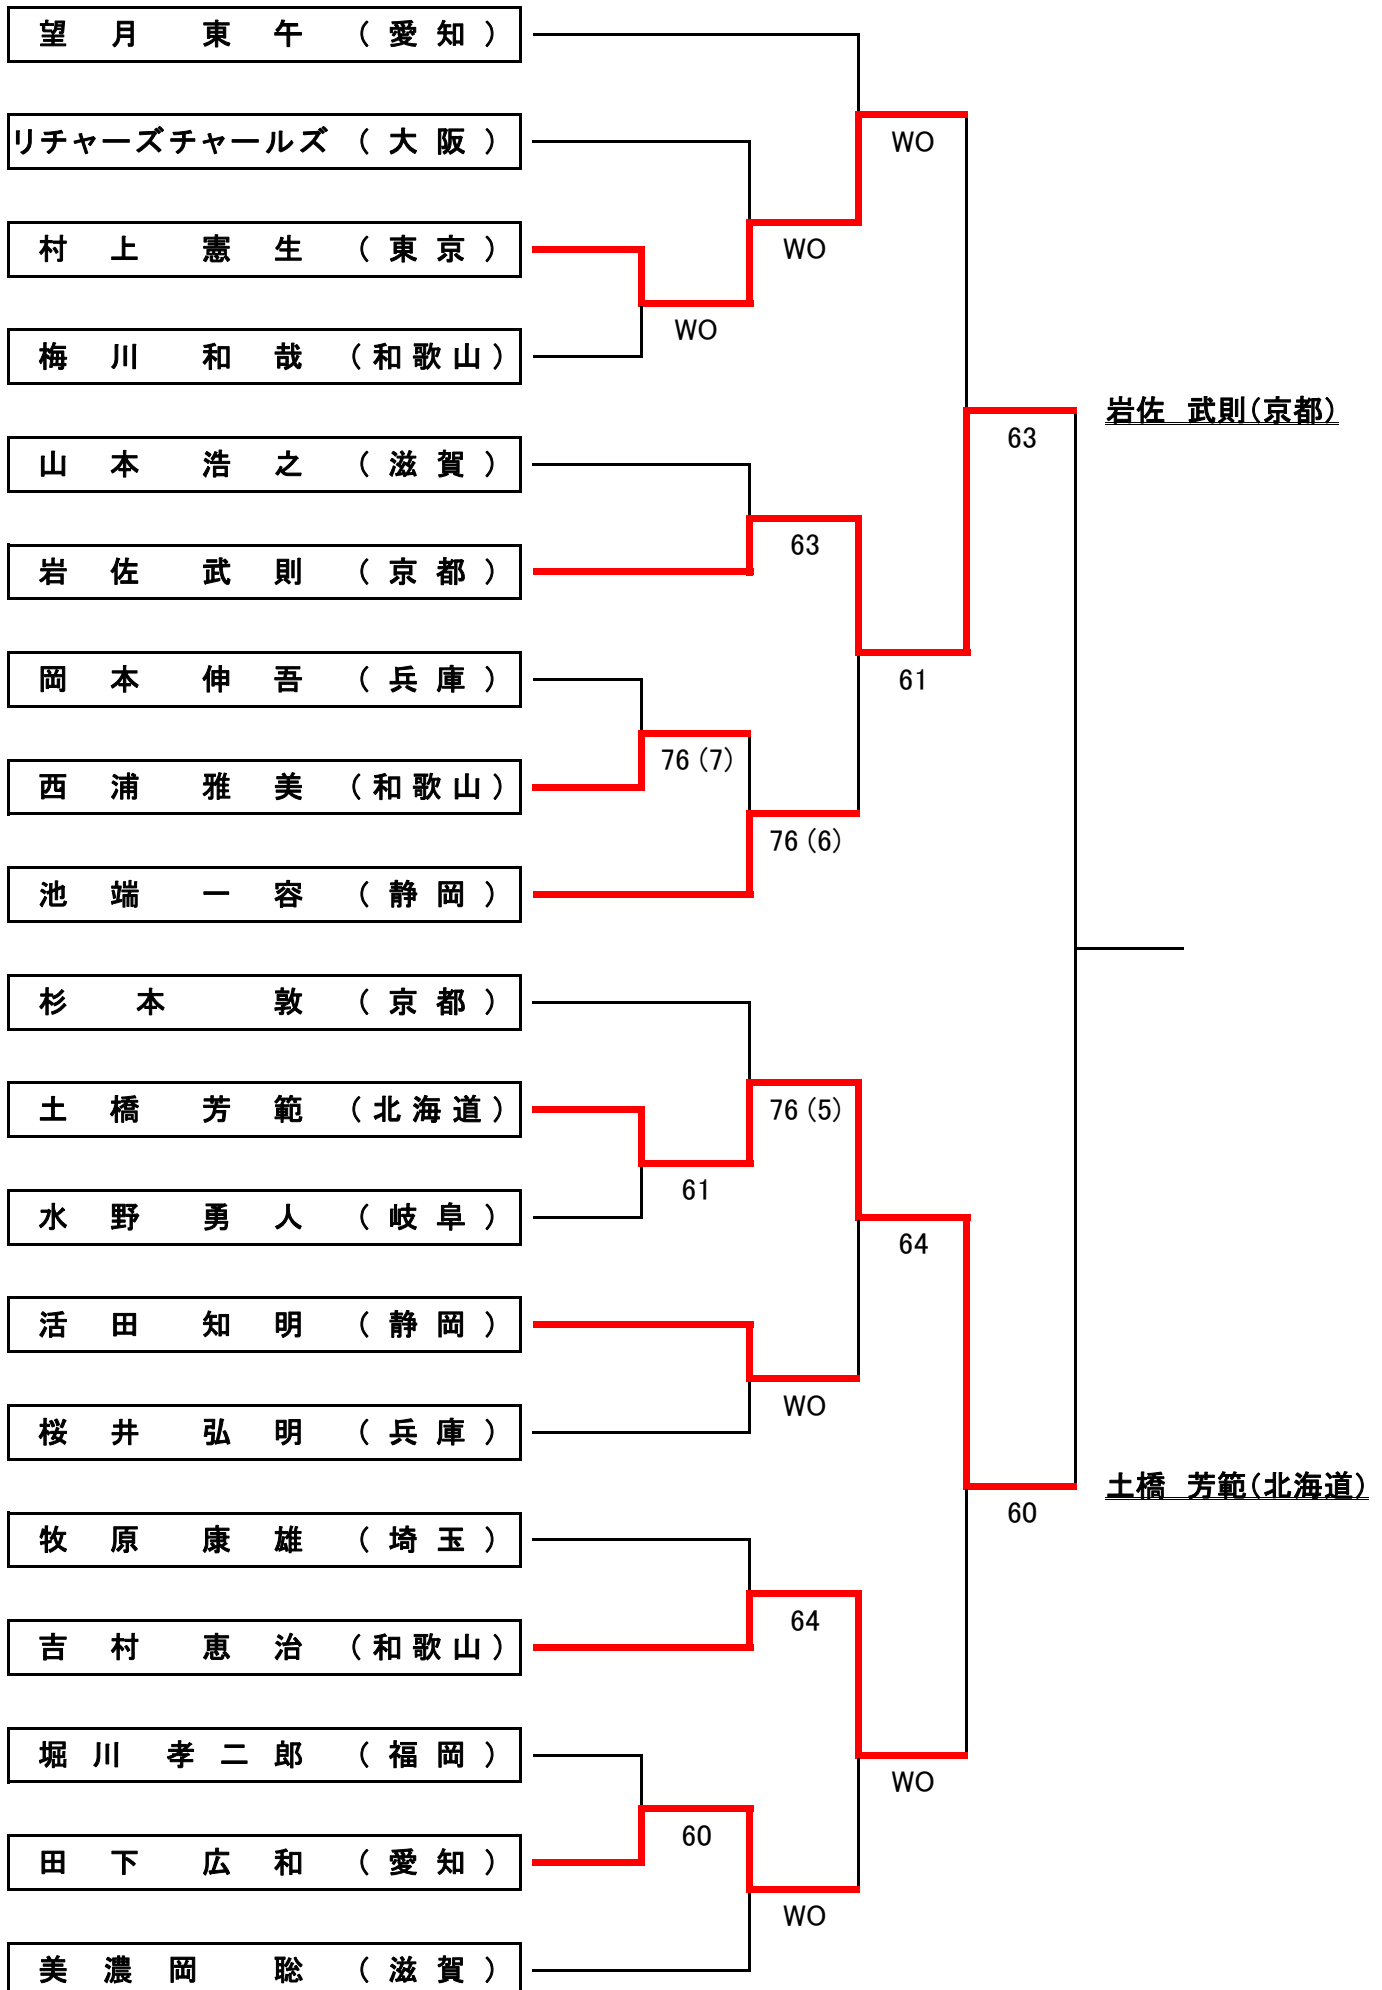 望月 東午 (愛知)
WO
リチャーズチャールズ (大阪)
村上 憲生 (東京)
WO
WO
梅川 和哉 (和歌山)
岩佐 武則(京都)
63
山本 浩之 (滋賀)
63
岩佐 武則 (京都)
岡本 伸吾 (兵庫)
61
76(7)
西浦 雅美 (和歌山)
76(6)
池端 一容 (静岡)
杉本 敦 (京都)
土橋 芳範 (北海道)
76(5)
61
水野 勇人 (岐阜)
64
活田 知明 (静岡)
WO
桜井 弘明 (兵庫)
土橋 芳範(北海道)
60
牧原 康雄 (埼玉)
64
吉村 恵治 (和歌山)
堀川 孝二郎 (福岡)
WO
60
田下 広和 (愛知)
WO
美濃岡 聡 (滋賀)